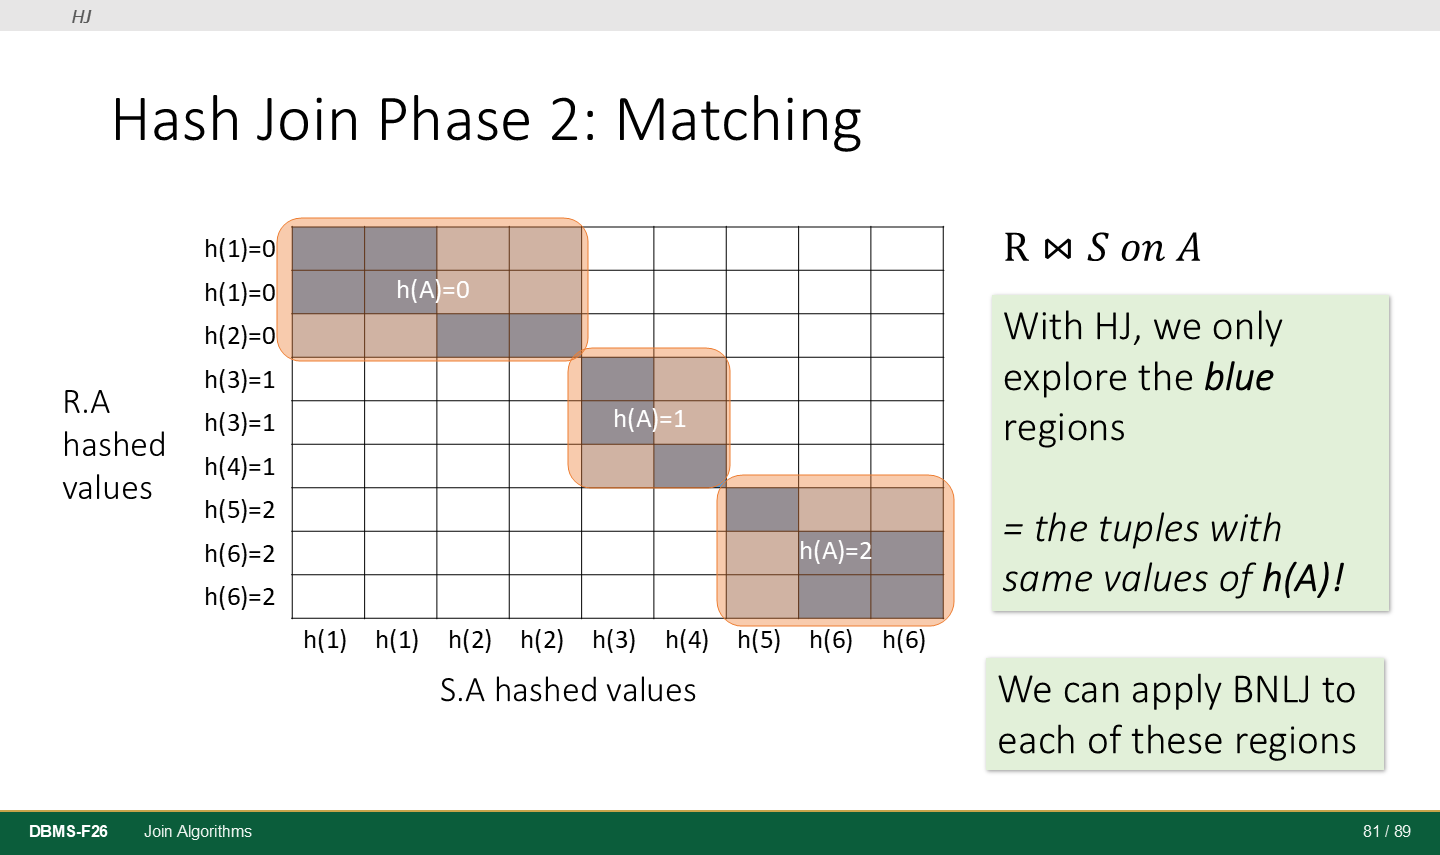 HJ
Hash Join Phase 2: Matching
h(1)=0
h(1)=0
h(2)=0
h(3)=1
h(3)=1
h(4)=1
h(5)=2
h(6)=2
h(6)=2
R.A
hashed
values
h(A)=0
h(A)=1
h(A)=2
h(1) h(1) h(2) h(2) h(3) h(4) h(5) h(6) h(6)
S.A hashed values
R ⋈ S on A
With HJ, we only
explore the blue
regions
= the tuples with
same values of h(A)!
We can apply BNLJ to
each of these regions
DBMS-F26 Join Algorithms 81 / 89